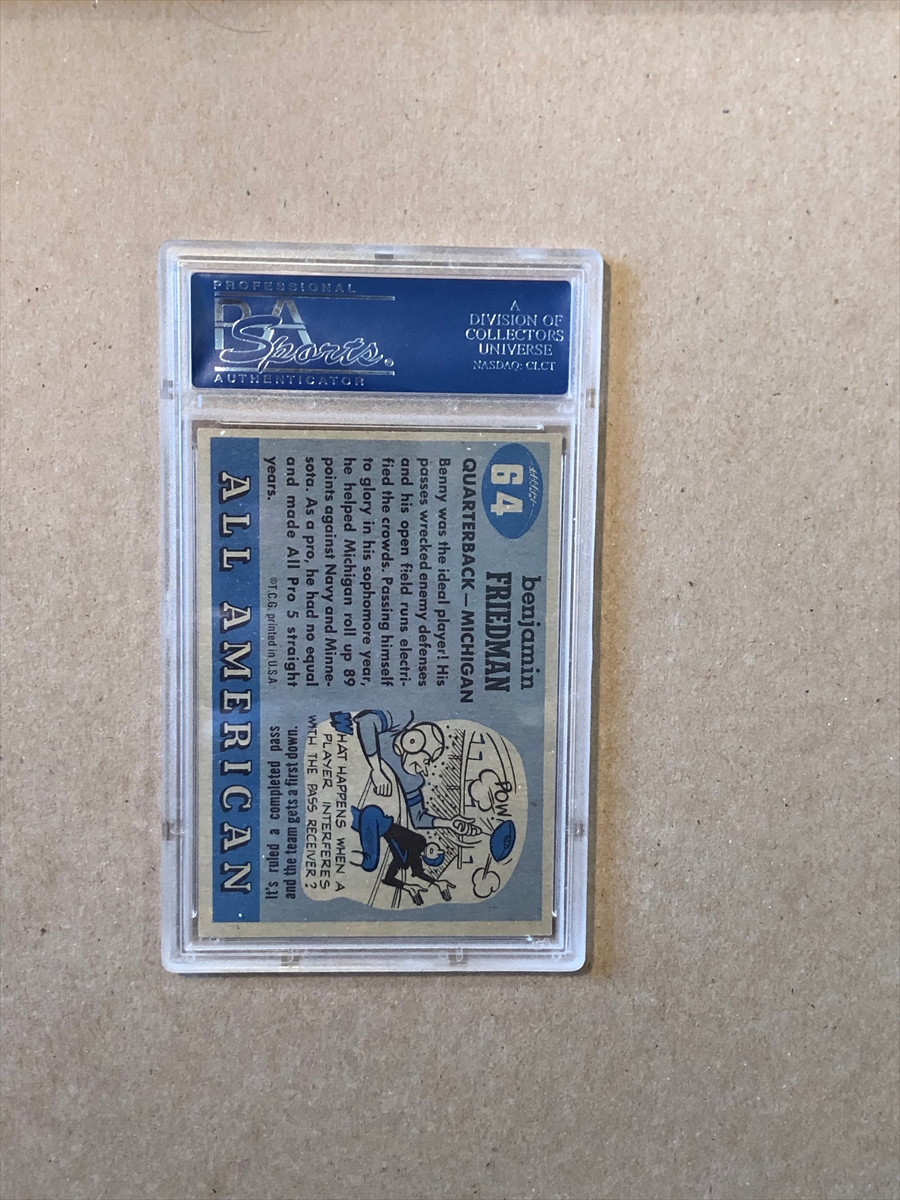 PROFESSIONAL
PSA
Sports.
AUTHENTICATOR
A
DIVISION OF
COLLECTORS
UNIVERSE
NASDAQ: CLCT
64
benjamin
FRIEDMAN
QUARTERBACK—MICHIGAN
Benny was the ideal player! His
passes wrecked enemy defenses
and his open field runs electri-
fied the crowds. Passing himself
to glory in his sophomore year,
he helped Michigan roll up 89
points against Navy and Minne-
sota. As a pro, he had no equal
and made All Pro 5 straight
years.
©T.C.G. printed in U.S.A.
POW
WHAT HAPPENS WHEN A
PLAYER INTERFERES
WITH THE PASS RECEIVER?
It's ruled a completed pass
and the team gets a first down.
ALL AMERICAN